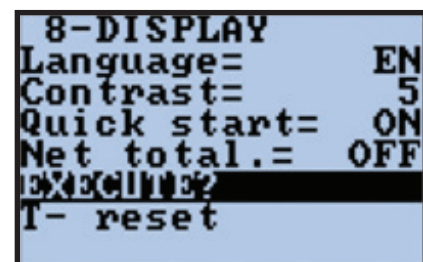 8-DISPLAY
Language= EN
Contrast= 5
Quick start= ON
Net total.= OFF
EXECUTE?
T- reset